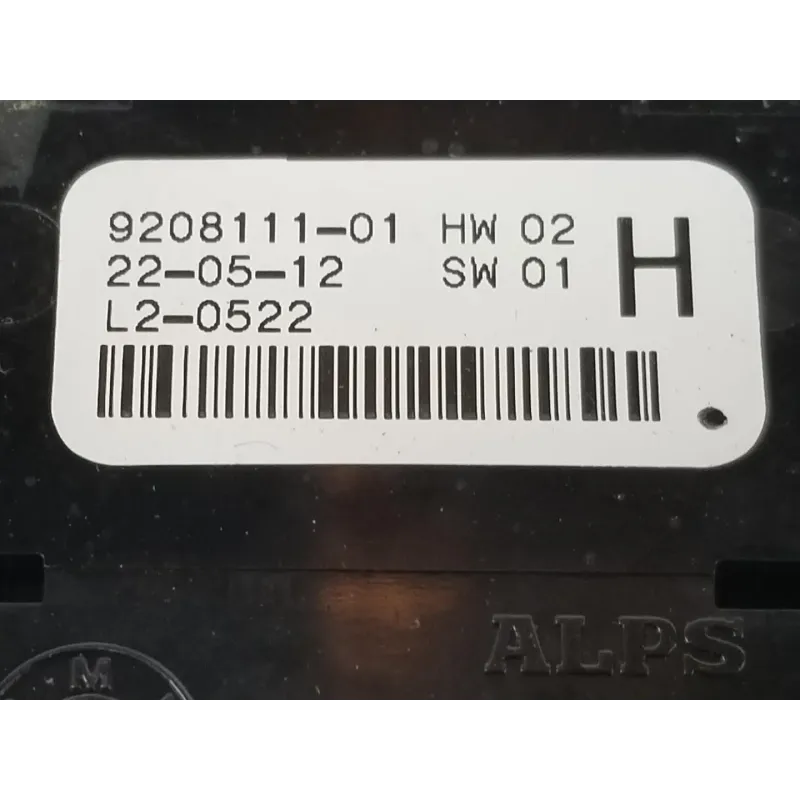 9208111-01 HW 02
22-05-12 SW 01
H
L2-0522
ALPS
M